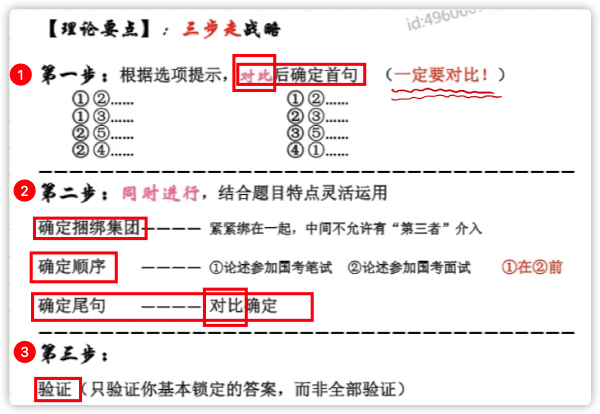 【理论要点】：三步走战略
id:49606
1 第一步：根据选项提示，对比后确定首句 （一定要对比！）
①②…… ①②……
①③…… ②③……
②⑤…… ③⑤……
②④…… ④①……
2 第二步：同时进行，结合题目特点灵活运用
确定捆绑集团———— 紧紧绑在一起，中间不允许有“第三者”介入
确定顺序 ———— ①论述参加国考笔试 ②论述参加国考面试 ①在②前
确定尾句 ———— 对比确定
3 第三步：
验证（只验证你基本锁定的答案，而非全部验证）